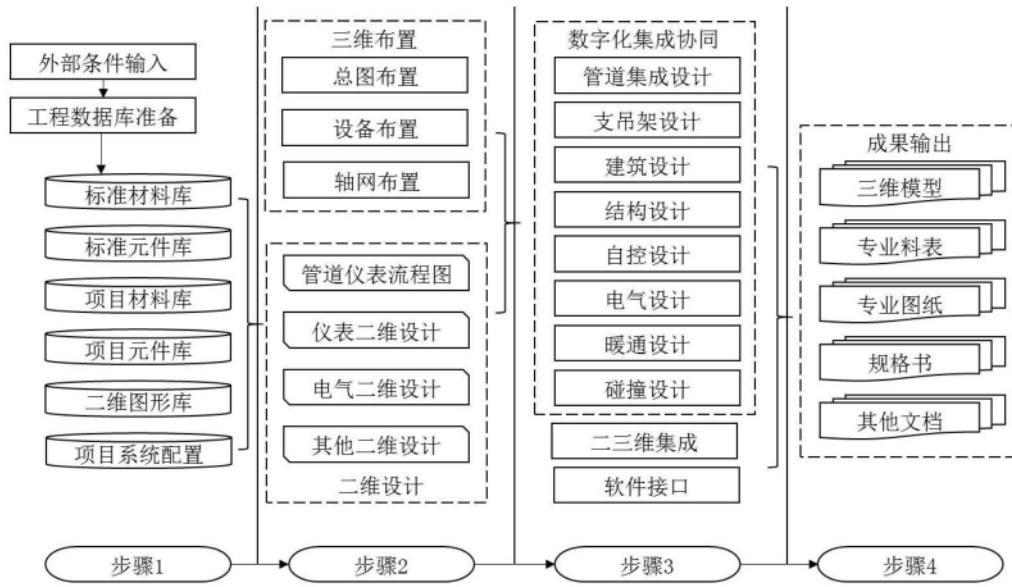 外部条件输入
工程数据库准备
标准材料库
标准元件库
项目材料库
项目元件库
二维图形库
项目系统配置
步骤1
三维布置
总图布置
设备布置
轴网布置
管道仪表流程图
仪表二维设计
电气二维设计
其他二维设计
二维设计
步骤2
数字化集成协同
管道集成设计
支吊架设计
建筑设计
结构设计
自控设计
电气设计
暖通设计
碰撞设计
二三维集成
软件接口
步骤3
成果输出
三维模型
专业料表
专业图纸
规格书
其他文档
步骤4